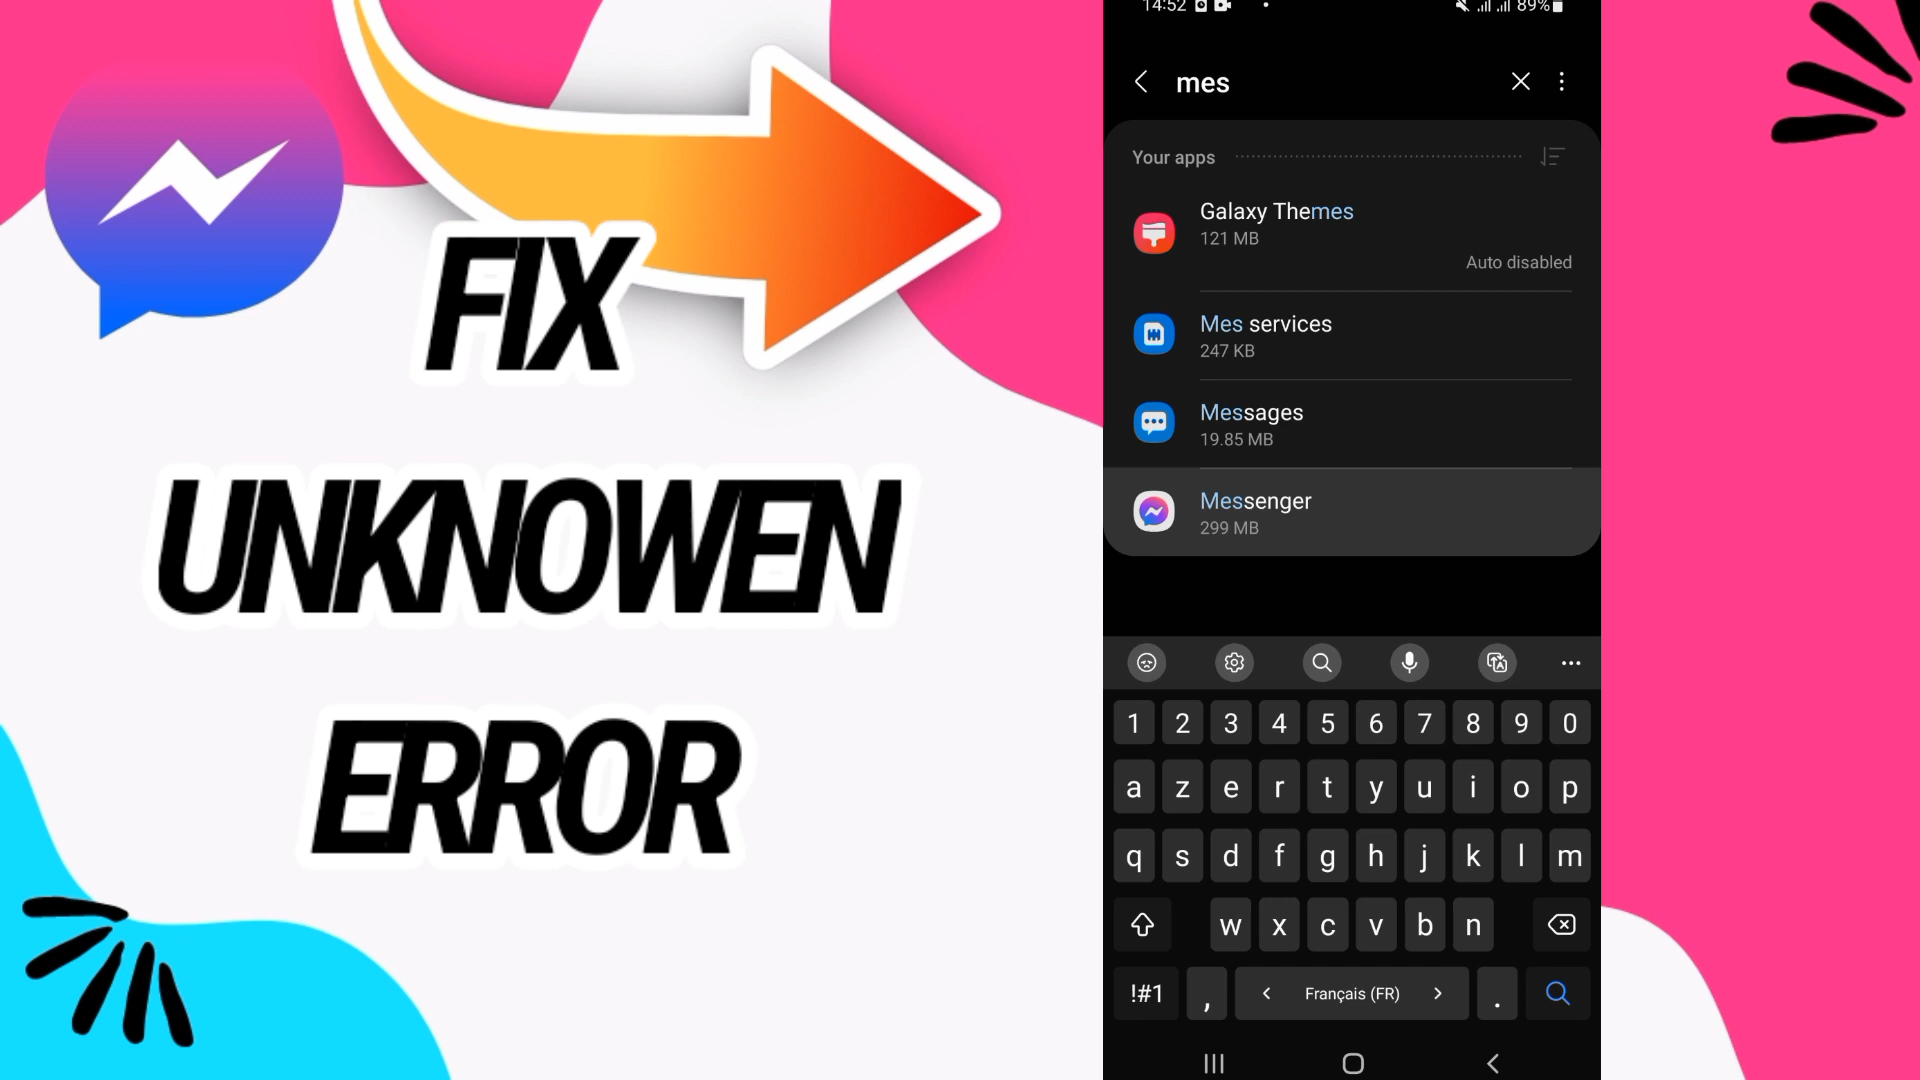 FIX
UNKNOWEN
ERROR
14:52
89%
mes
Your apps
Galaxy Themes
121 MB
Auto disabled
Mes services
247 KB
Messages
19.85 MB
Messenger
299 MB
1 2 3 4 5 6 7 8 9 0
a z e r t y u i o p
q s d f g h j k l m
w x c v b n
!#1 , Français (FR) .